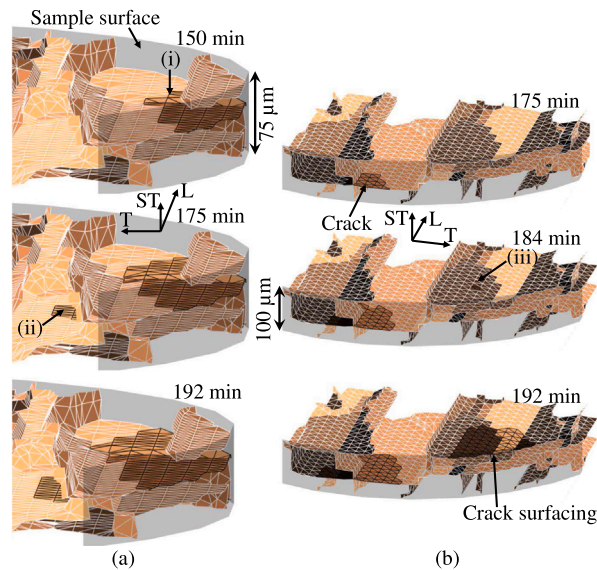 Sample surface
150 min
(i)
75 µm
175 min
ST
L
T
(ii)
192 min
(a)
175 min
Crack
ST
L
T
184 min
(iii)
100 µm
192 min
Crack surfacing
(b)